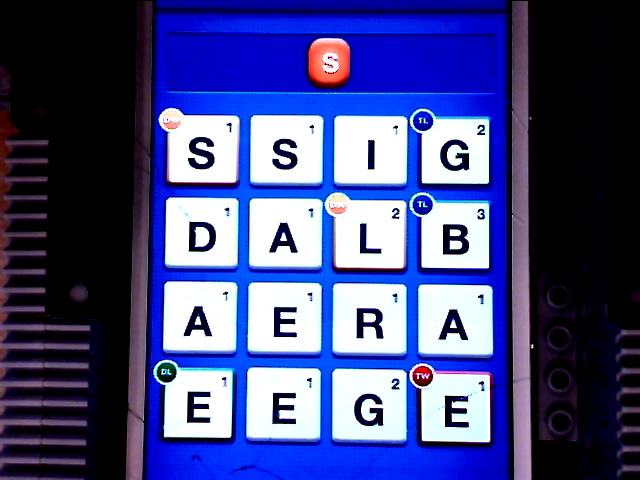 S
DW S 1 S 1 I 1 TL G 2
D 1 A 1 DW L 2 TL B 3
A 1 E 1 R 1 A 1
DL E 1 E 1 G 2 TW E 1